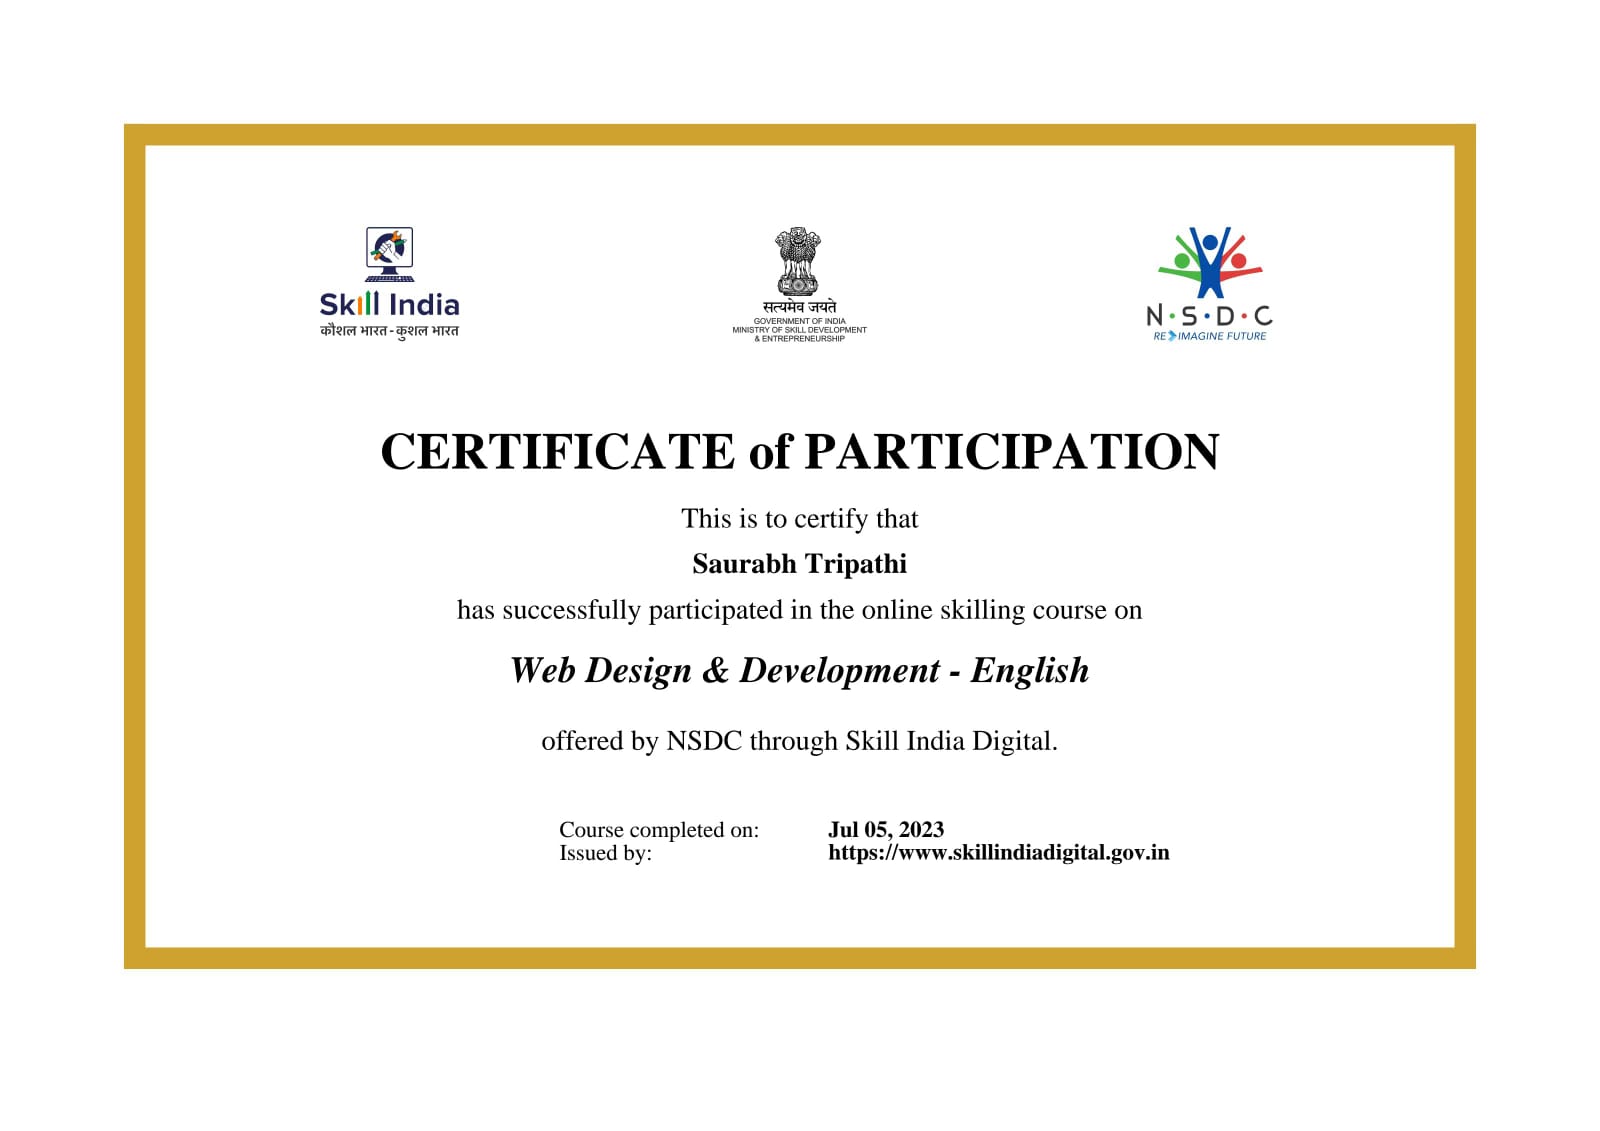 Skill India
कौशल भारत - कुशल भारत
सत्यमेव जयते
GOVERNMENT OF INDIA
MINISTRY OF SKILL DEVELOPMENT
& ENTREPRENEURSHIP
N·S·D·C
RE IMAGINE FUTURE
CERTIFICATE of PARTICIPATION
This is to certify that
Saurabh Tripathi
has successfully participated in the online skilling course on
Web Design & Development - English
offered by NSDC through Skill India Digital.
Course completed on: Jul 05, 2023
Issued by: https://www.skillindiadigital.gov.in